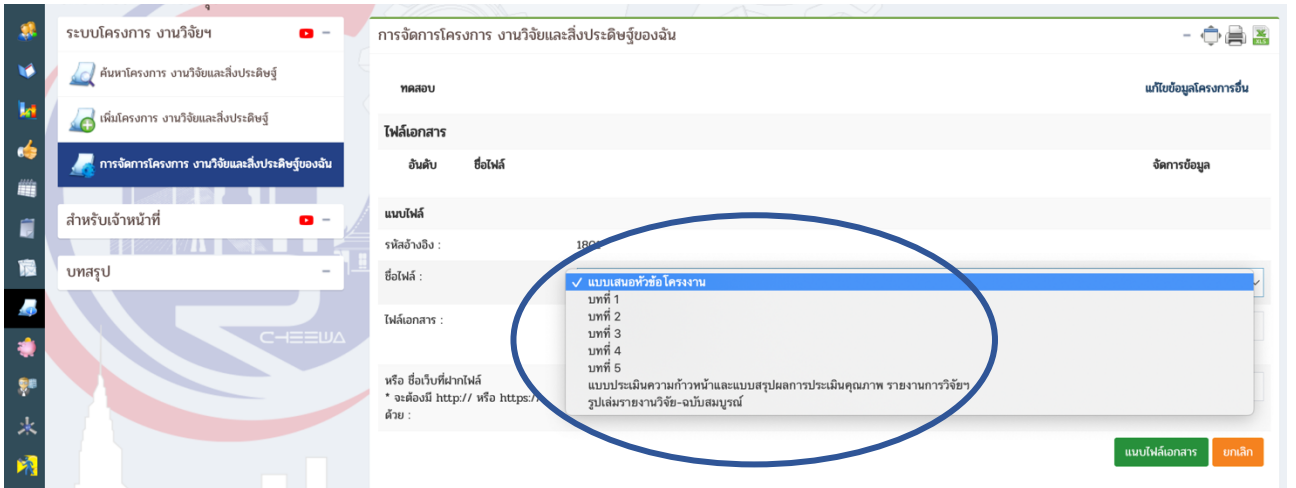 ระบบโครงการ งานวิจัยฯ
ค้นหาโครงการ งานวิจัยและสิ่งประดิษฐ์
เพิ่มโครงการ งานวิจัยและสิ่งประดิษฐ์
การจัดการโครงการ งานวิจัยและสิ่งประดิษฐ์ของฉัน
สำหรับเจ้าหน้าที่
บทสรุป
CHEEWA
การจัดการโครงการ งานวิจัยและสิ่งประดิษฐ์ของฉัน
XLS
ทดสอบ แก้ไขข้อมูลโครงการอื่น
ไฟล์เอกสาร
อันดับ ชื่อไฟล์ จัดการข้อมูล
แนบไฟล์
รหัสอ้างอิง :
ชื่อไฟล์ :
✓ แบบเสนอหัวข้อโครงงาน
บทที่ 1
บทที่ 2
บทที่ 3
บทที่ 4
บทที่ 5
แบบประเมินความก้าวหน้าและแบบสรุปผลการประเมินคุณภาพ รายงานการวิจัยฯ
รูปเล่มรายงานวิจัย-ฉบับสมบูรณ์
ไฟล์เอกสาร :
หรือ ชื่อเว็บที่ฝากไฟล์
* จะต้องมี http:// หรือ https:/
ด้วย :
แนบไฟล์เอกสาร ยกเลิก